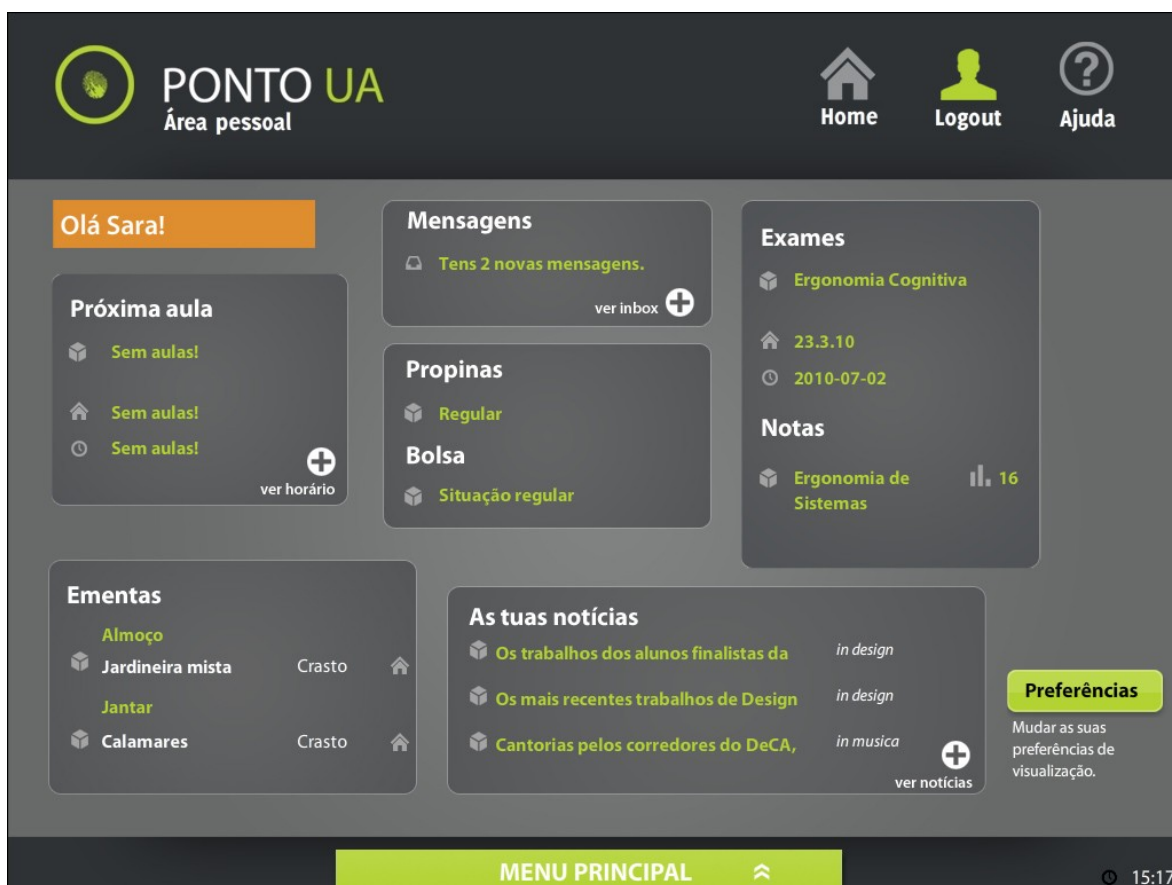 PONTO UA
Área pessoal
Home
Logout
Ajuda
Olá Sara!
Próxima aula
Sem aulas!
Sem aulas!
Sem aulas!
ver horário
Mensagens
Tens 2 novas mensagens.
ver inbox
Propinas
Regular
Bolsa
Situação regular
Exames
Ergonomia Cognitiva
23.3.10
2010-07-02
Notas
Ergonomia de 16
Sistemas
Ementas
Almoço
Jardineira mista Crasto
Jantar
Calamares Crasto
As tuas notícias
Os trabalhos dos alunos finalistas da in design
Os mais recentes trabalhos de Design in design
Cantorias pelos corredores do DeCA, in musica
ver notícias
Preferências
Mudar as suas
preferências de
visualização.
MENU PRINCIPAL
15:17